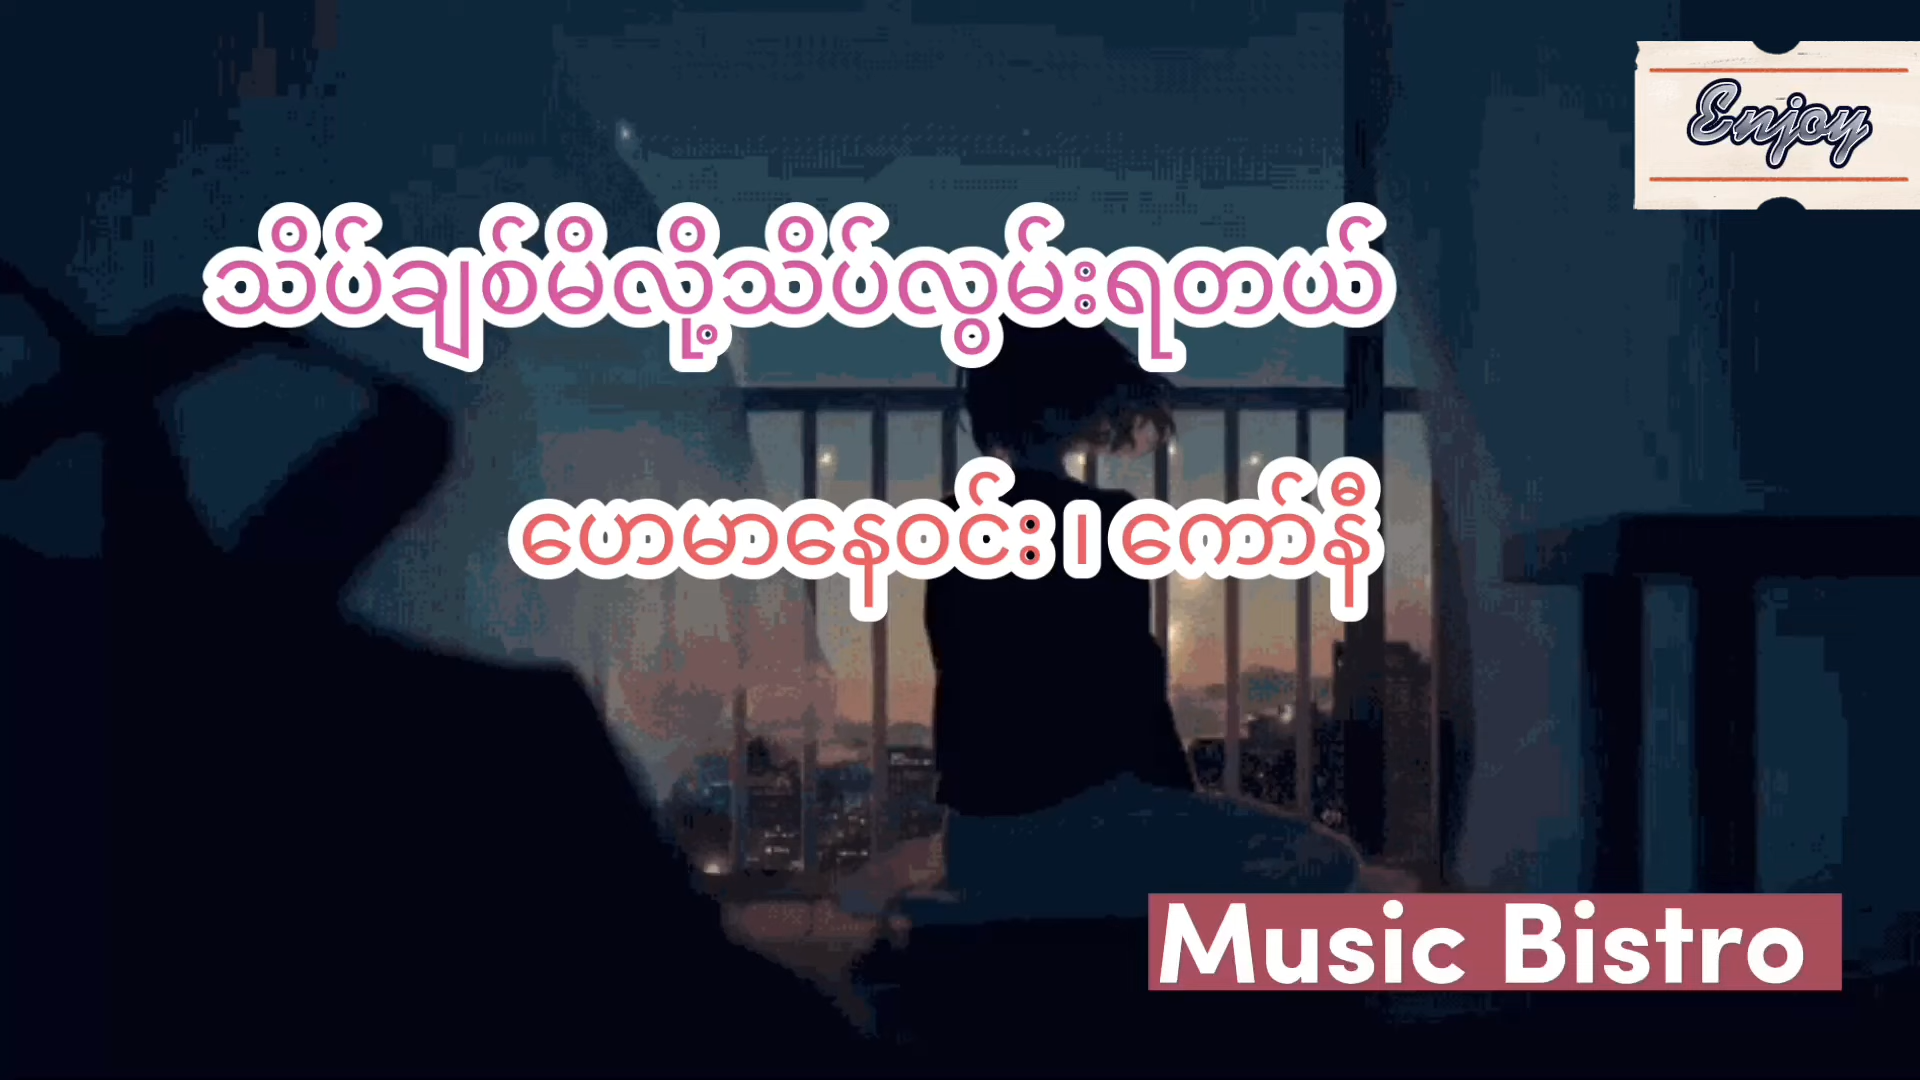 Enjoy
သိပ်ချစ်မိလို့သိပ်လွမ်းရတယ်
ဟေမာနေဝင်း၊ကော်နီ
Music Bistro